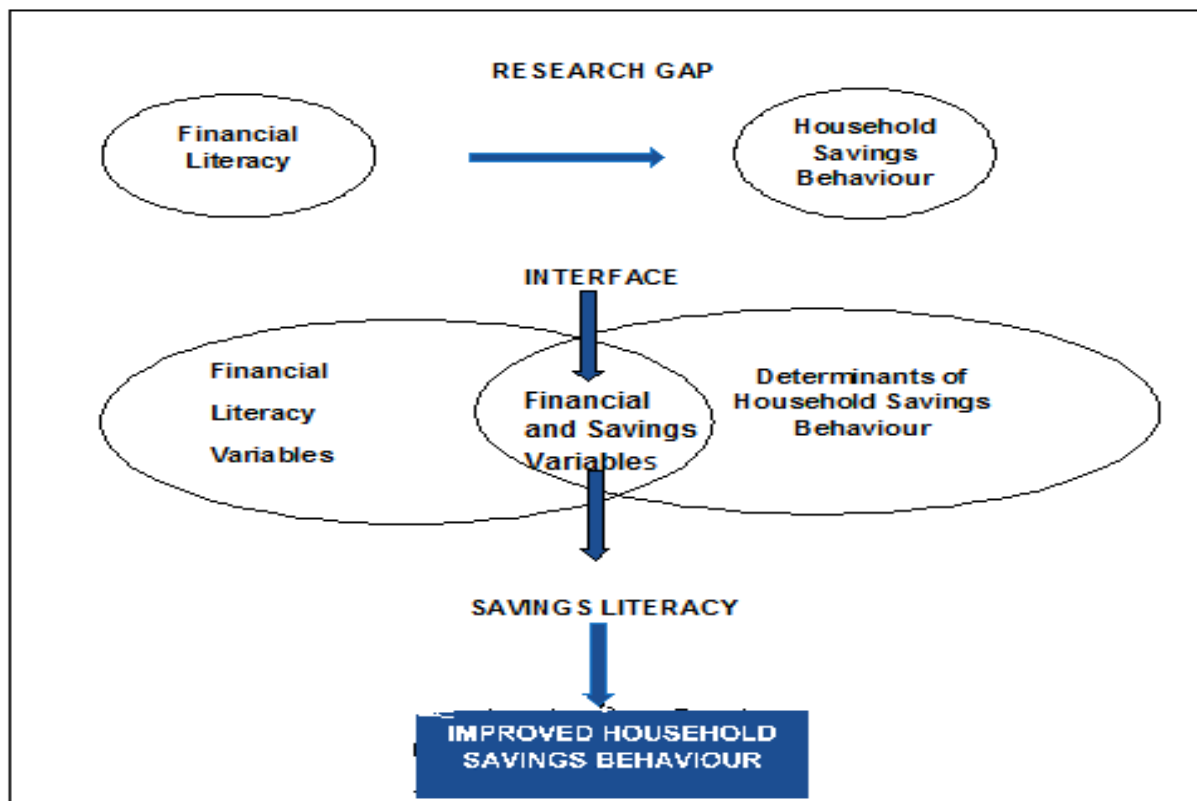 RESEARCH GAP
Financial
Literacy
Household
Savings
Behaviour
INTERFACE
Financial
Literacy
Variables
Financial
and Savings
Variables
Determinants of
Household Savings
Behaviour
SAVINGS LITERACY
IMPROVED HOUSEHOLD
SAVINGS BEHAVIOUR